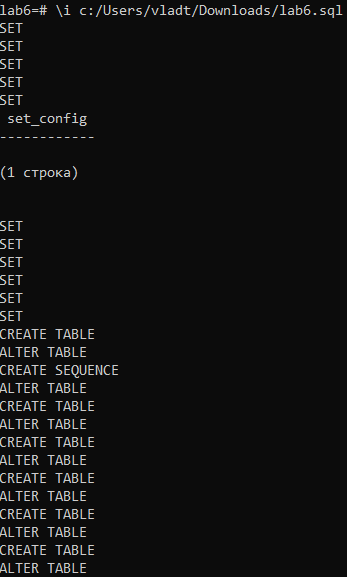 lab6=# \i c:/Users/vladt/Downloads/lab6.sql
SET
SET
SET
SET
SET
 set_config
------------

(1 строка)


SET
SET
SET
SET
SET
SET
CREATE TABLE
ALTER TABLE
CREATE SEQUENCE
ALTER TABLE
CREATE TABLE
ALTER TABLE
CREATE TABLE
ALTER TABLE
CREATE TABLE
ALTER TABLE
CREATE TABLE
ALTER TABLE
CREATE TABLE
ALTER TABLE